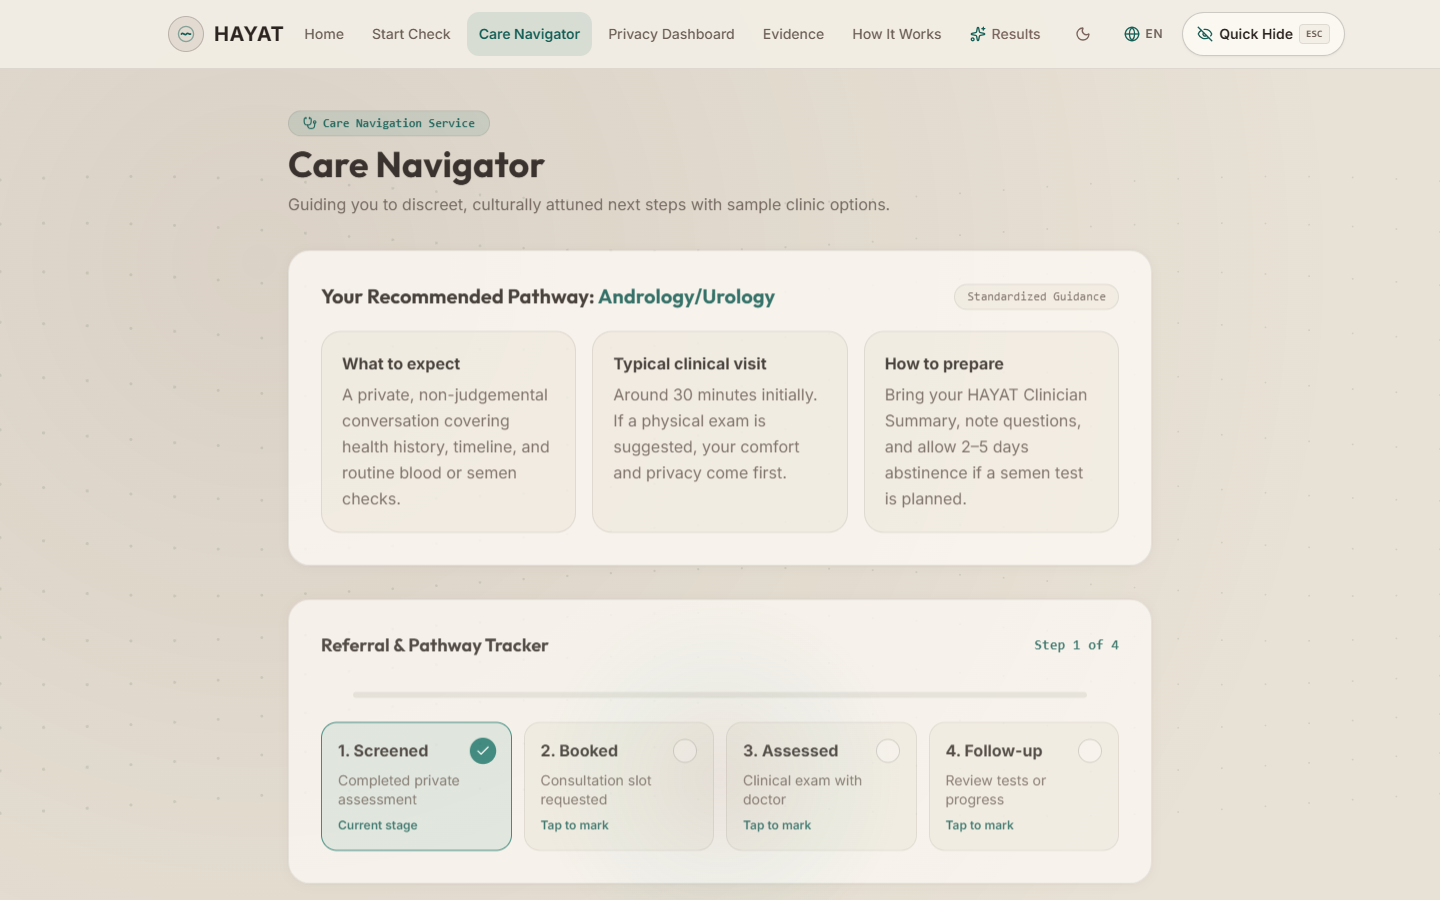 HAYAT
Home
Start Check
Care Navigator
Privacy Dashboard
Evidence
How It Works
Results
EN
Quick Hide
ESC
Care Navigation Service
Care Navigator
Guiding you to discreet, culturally attuned next steps with sample clinic options.
Your Recommended Pathway: Andrology/Urology
Standardized Guidance
What to expect
A private, non-judgemental
conversation covering
health history, timeline, and
routine blood or semen
checks.
Typical clinical visit
Around 30 minutes initially.
If a physical exam is
suggested, your comfort
and privacy come first.
How to prepare
Bring your HAYAT Clinician
Summary, note questions,
and allow 2–5 days
abstinence if a semen test
is planned.
Referral & Pathway Tracker
Step 1 of 4
1. Screened
Completed private
assessment
Current stage
2. Booked
Consultation slot
requested
Tap to mark
3. Assessed
Clinical exam with
doctor
Tap to mark
4. Follow-up
Review tests or
progress
Tap to mark